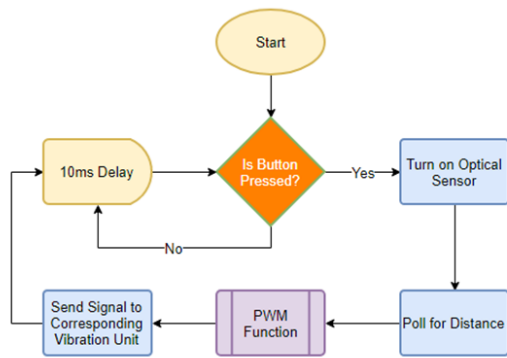 Start
Is Button
Pressed?
Yes
Turn on Optical
Sensor
10ms Delay
No
Poll for Distance
PWM
Function
Send Signal to
Corresponding
Vibration Unit